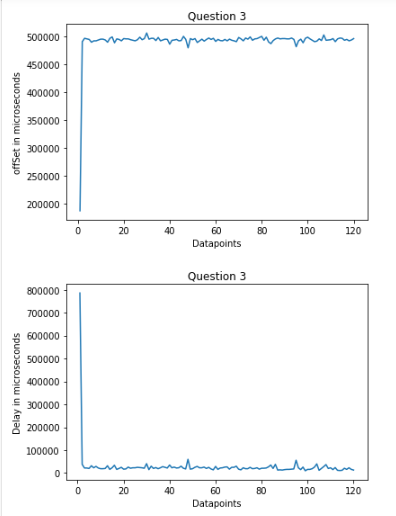 Question 3
offSet in microseconds
500000
450000
400000
350000
300000
250000
200000
0 20 40 60 80 100 120
Datapoints
Question 3
Delay in microseconds
800000
700000
600000
500000
400000
300000
200000
100000
0
0 20 40 60 80 100 120
Datapoints